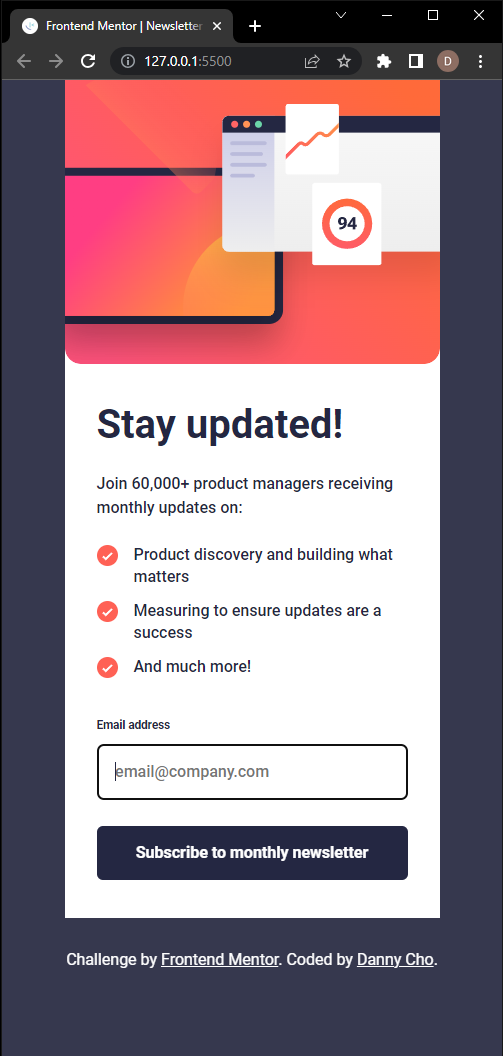 Frontend Mentor | Newsletter
127.0.0.1:5500
D
94
Stay updated!
Join 60,000+ product managers receiving
monthly updates on:
Product discovery and building what
matters
Measuring to ensure updates are a
success
And much more!
Email address
email@company.com
Subscribe to monthly newsletter
Challenge by Frontend Mentor. Coded by Danny Cho.